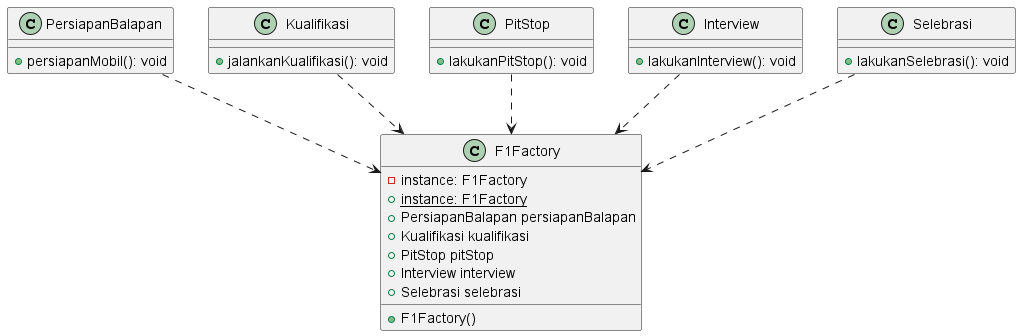 C PersiapanBalapan
persiapanMobil(): void
C Kualifikasi
jalankanKualifikasi(): void
C PitStop
lakukanPitStop(): void
C Interview
lakukanInterview(): void
C Selebrasi
lakukanSelebrasi(): void
C F1Factory
instance: F1Factory
instance: F1Factory
PersiapanBalapan persiapanBalapan
Kualifikasi kualifikasi
PitStop pitStop
Interview interview
Selebrasi selebrasi
F1Factory()